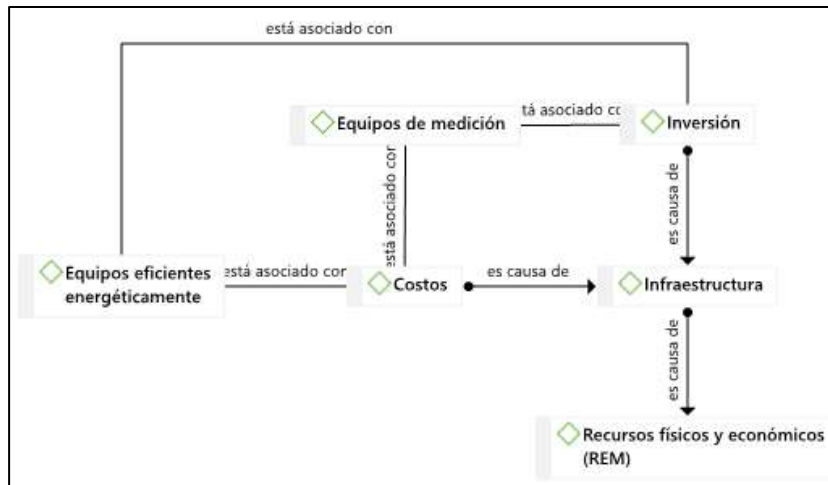 está asociado con
Equipos de medición
tá asociado co
Inversión
está asociado con
es causa de
Equipos eficientes
energéticamente
está asociado con
Costos
es causa de
Infraestructura
es causa de
Recursos físicos y económicos
(REM)